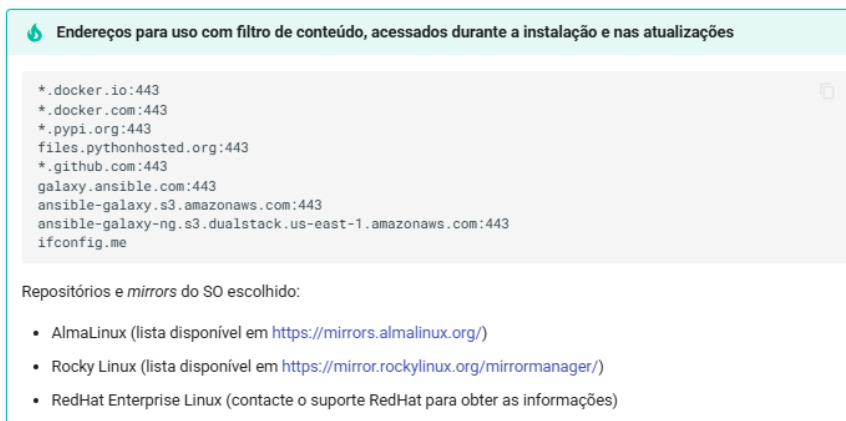 Endereços para uso com filtro de conteúdo, acessados durante a instalação e nas atualizações
*.docker.io:443
*.docker.com:443
*.pypi.org:443
files.pythonhosted.org:443
*.github.com:443
galaxy.ansible.com:443
ansible-galaxy.s3.amazonaws.com:443
ansible-galaxy-ng.s3.dualstack.us-east-1.amazonaws.com:443
ifconfig.me
Repositórios e mirrors do SO escolhido:
• AlmaLinux (lista disponível em https://mirrors.almalinux.org/)
• Rocky Linux (lista disponível em https://mirror.rockylinux.org/mirrormanager/)
• RedHat Enterprise Linux (contacte o suporte RedHat para obter as informações)